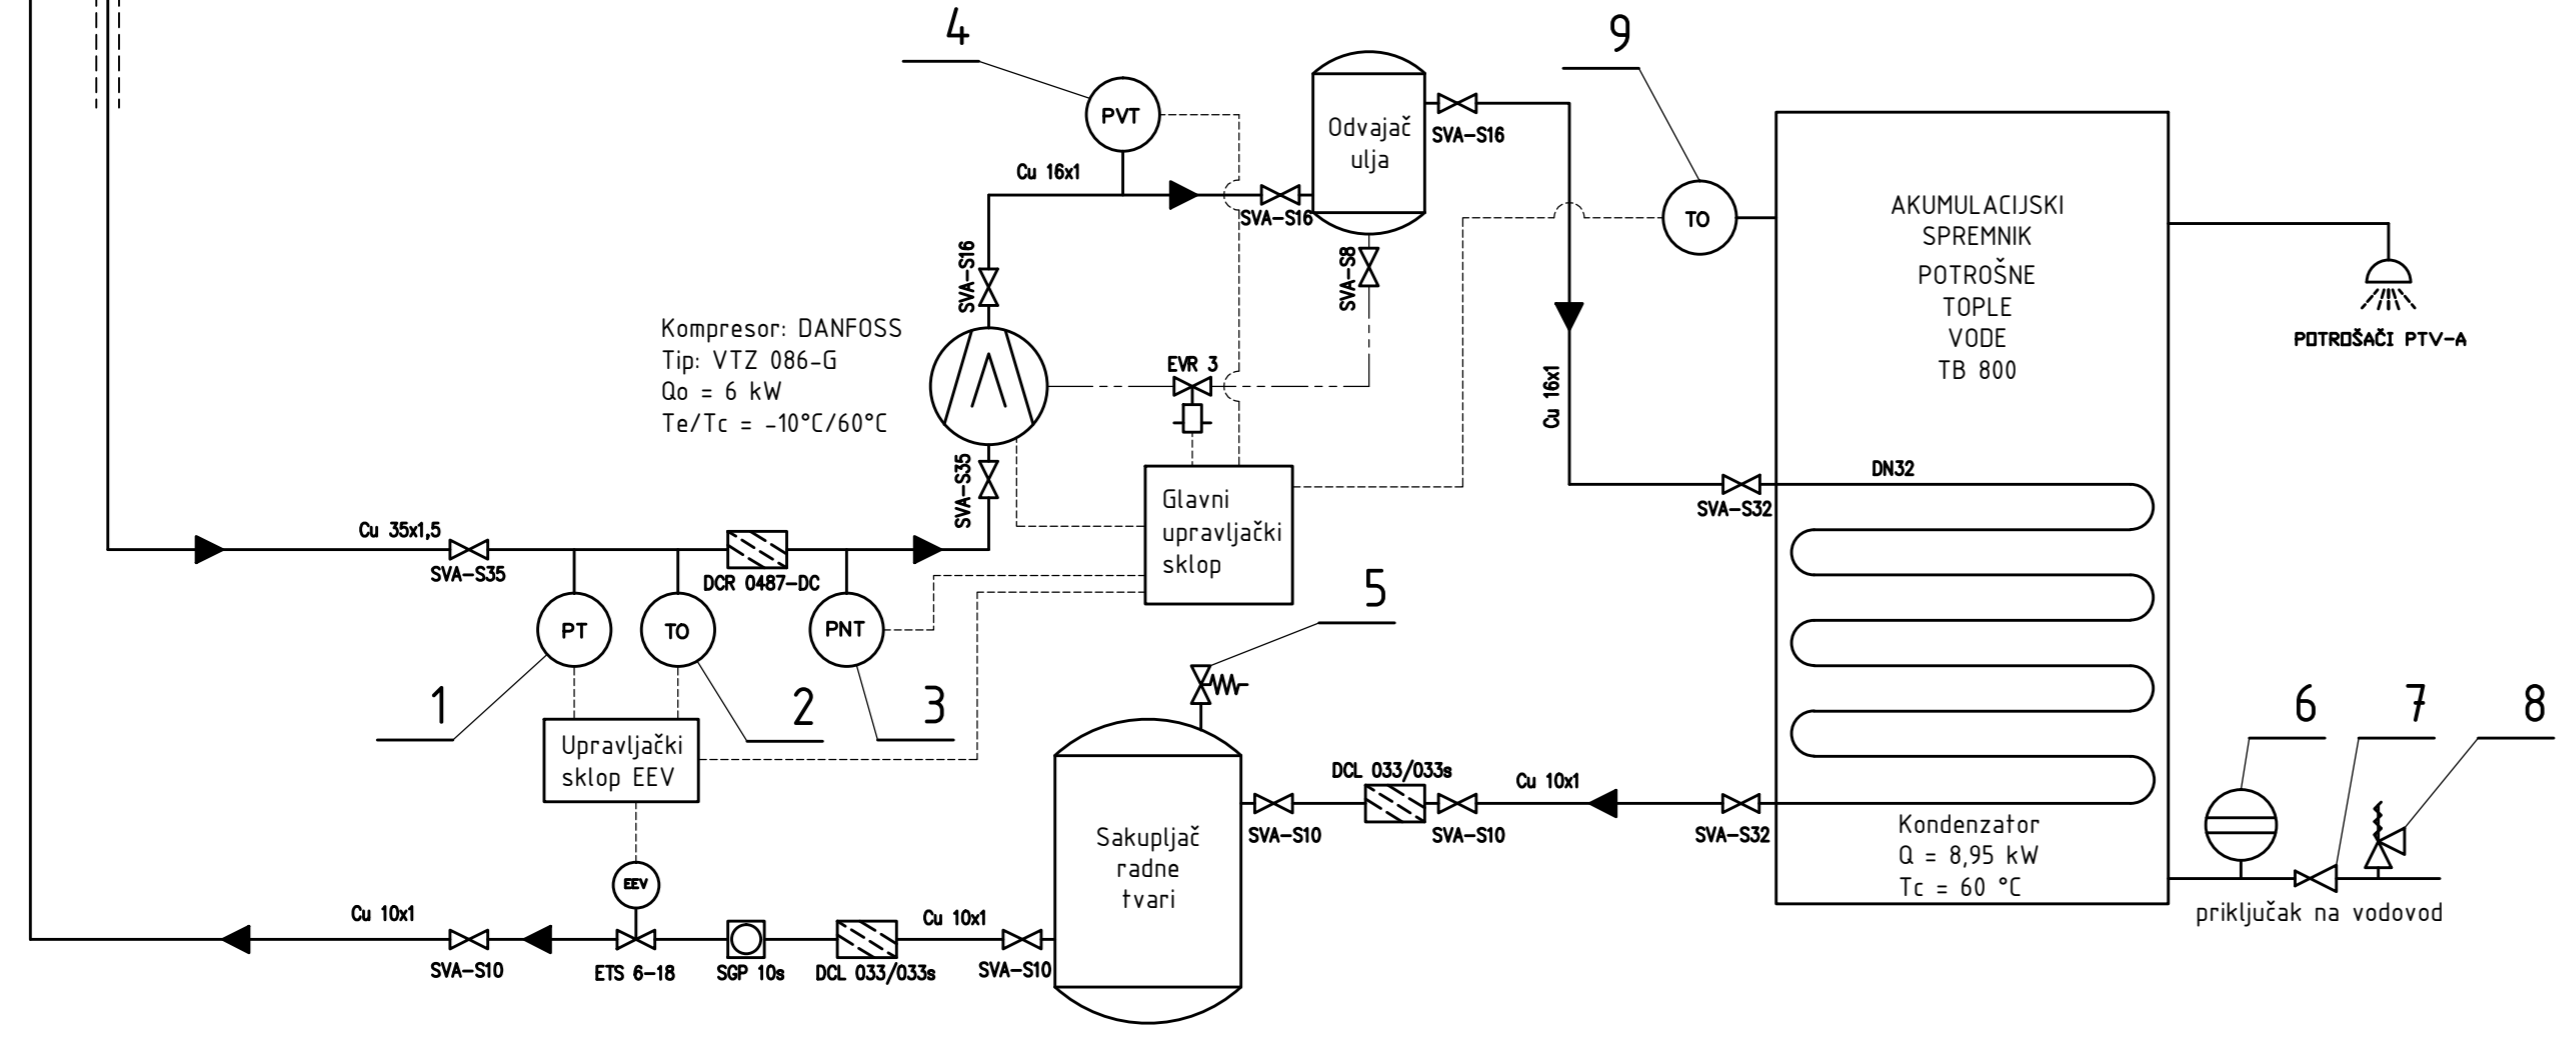 4
9
PVT
Odvajač
ulja
SVA-S16
Cu 16x1
SVA-S16
TO
AKUMULACIJSKI
SPREMNIK
POTROŠNE
TOPLE
VODE
TB 800
SVA-S16
SVA-S8
POTROŠAČI PTV-A
Kompresor: DANFOSS
Tip: VTZ 086-G
Qo = 6 kW
Te/Tc = -10°C/60°C
EVR 3
Cu 16x1
SVA-S35
DN32
SVA-S32
Glavni
upravljački
sklop
Cu 35x1,5
SVA-S35
DCR 0487-DC
PT
TO
PNT
5
1
2
3
6
7
8
Upravljački
sklop EEV
DCL 033/033s
Cu 10x1
SVA-S10
SVA-S10
SVA-S32
Kondenzator
Q = 8,95 kW
Tc = 60 °C
Sakupljač
radne
tvari
priključak na vodovod
EEV
Cu 10x1
Cu 10x1
SVA-S10
ETS 6-18
SGP 10s
DCL 033/033s
SVA-S10